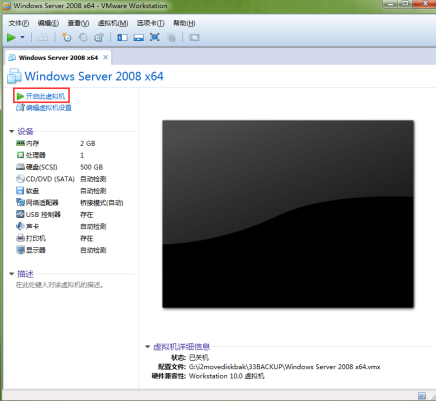 Windows Server 2008 x64 - VMware Workstation
文件(F) 编辑(E) 查看(V) 虚拟机(M) 选项卡(T) 帮助(H)
Windows Server 2008 x64
Windows Server 2008 x64
开启此虚拟机
编辑虚拟机设置
设备
内存 2 GB
处理器 1
硬盘(SCSI) 500 GB
CD/DVD (SATA) 自动检测
软盘 自动检测
网络适配器 桥接模式(自动)
USB 控制器 存在
声卡 自动检测
打印机 存在
显示器 自动检测
描述
在此处键入对该虚拟机的描述。
虚拟机详细信息
状态: 已关机
配置文件: G:\i2movediskbak\33BACKUP\Windows Server 2008 x64.vmx
硬件兼容性: Workstation 10.0 虚拟机